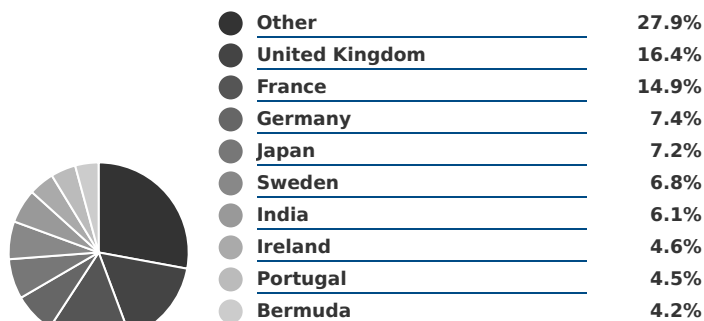 Other 27.9%
United Kingdom 16.4%
France 14.9%
Germany 7.4%
Japan 7.2%
Sweden 6.8%
India 6.1%
Ireland 4.6%
Portugal 4.5%
Bermuda 4.2%